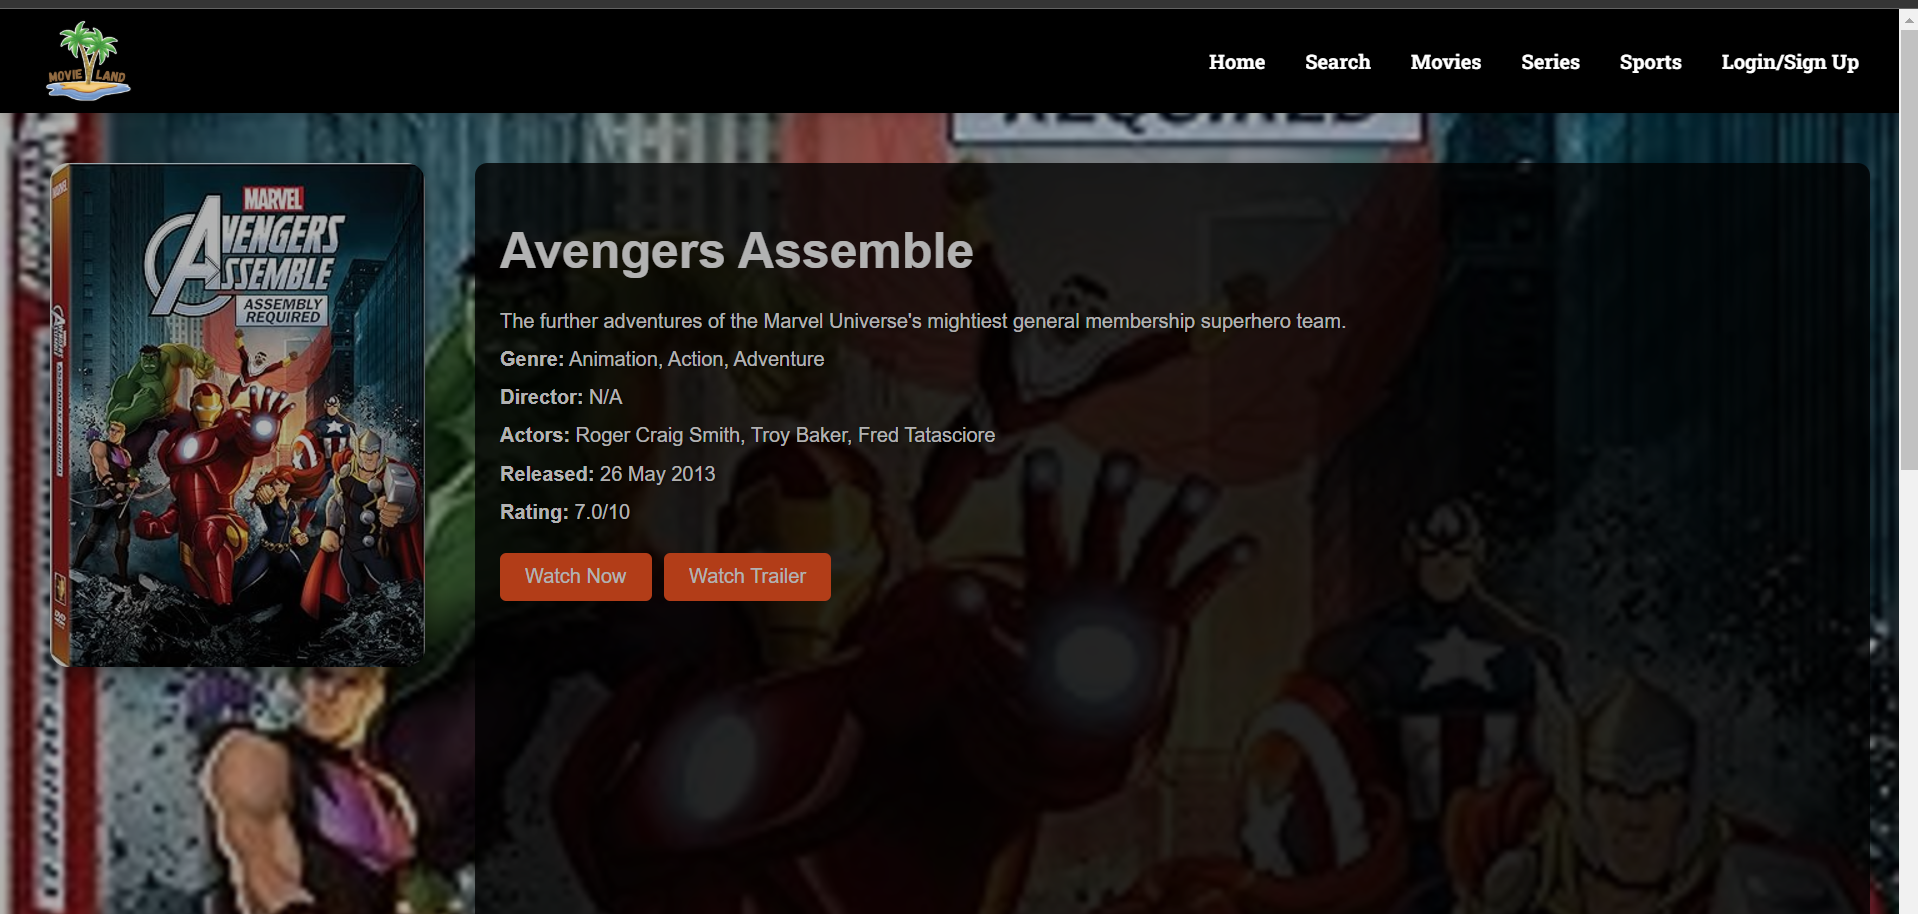 MOVIE LAND
Home Search Movies Series Sports Login/Sign Up
REQUIRED
MARVEL
AVENGERS
ASSEMBLE
ASSEMBLY
REQUIRED
Avengers Assemble
The further adventures of the Marvel Universe's mightiest general membership superhero team.
Genre: Animation, Action, Adventure
Director: N/A
Actors: Roger Craig Smith, Troy Baker, Fred Tatasciore
Released: 26 May 2013
Rating: 7.0/10
Watch Now Watch Trailer